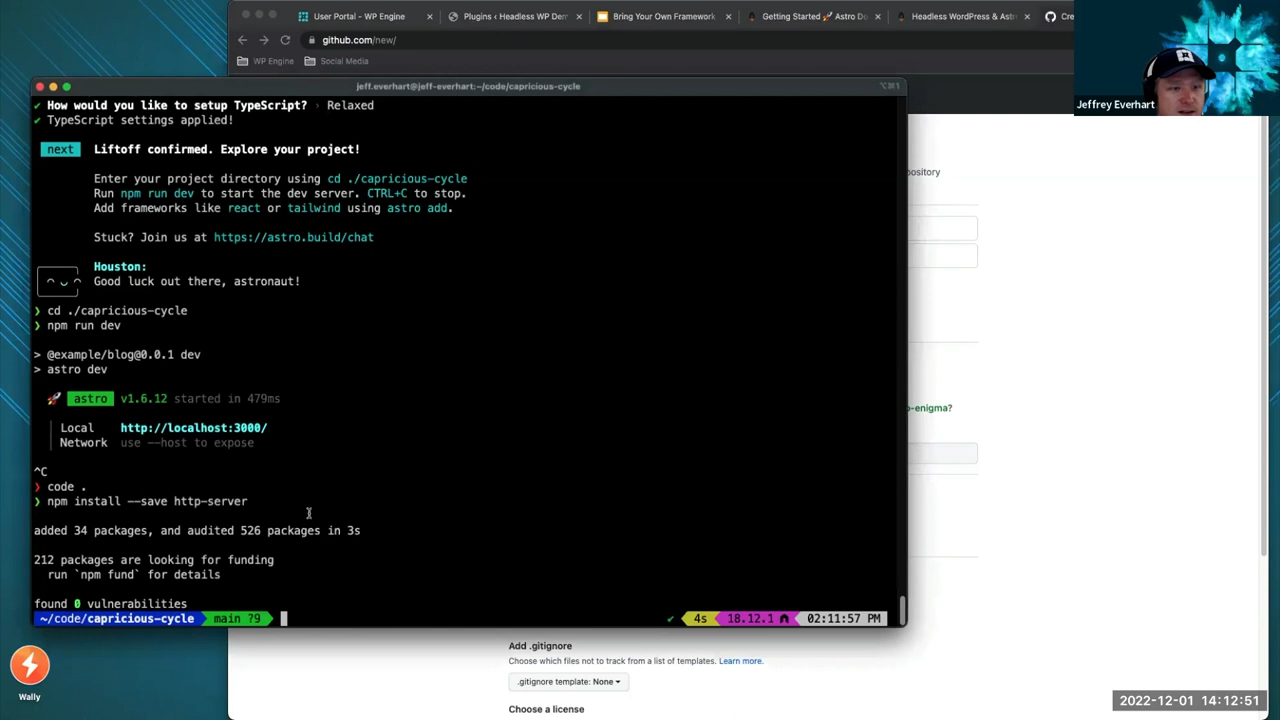 User Portal - WP Engine
Plugins ‹ Headless WP Dem
Bring Your Own Framework
Getting Started 🚀 Astro Do
Headless WordPress & Astr
Cre
github.com/new/
WP Engine
Social Media
Jeffrey Everhart
jeff.everhart@jeff-everhart:~/code/capricious-cycle
⌥⌘1
✔ How would you like to setup TypeScript? › Relaxed
✔ TypeScript settings applied!
next Liftoff confirmed. Explore your project!
Enter your project directory using cd ./capricious-cycle
Run npm run dev to start the dev server. CTRL+C to stop.
Add frameworks like react or tailwind using astro add.
Stuck? Join us at https://astro.build/chat
Houston:
Good luck out there, astronaut!
❯ cd ./capricious-cycle
❯ npm run dev
> @example/blog@0.0.1 dev
> astro dev
🚀 astro v1.6.12 started in 479ms
Local http://localhost:3000/
Network use --host to expose
^C
❯ code .
❯ npm install --save http-server
added 34 packages, and audited 526 packages in 3s
212 packages are looking for funding
run `npm fund` for details
found 0 vulnerabilities
~/code/capricious-cycle main ?9 ✔ 4s 18.12.1 02:11:57 PM
pository
o-enigma?
Add .gitignore
Choose which files not to track from a list of templates. Learn more.
.gitignore template: None
Choose a license
Wally
2022-12-01 14:12:51